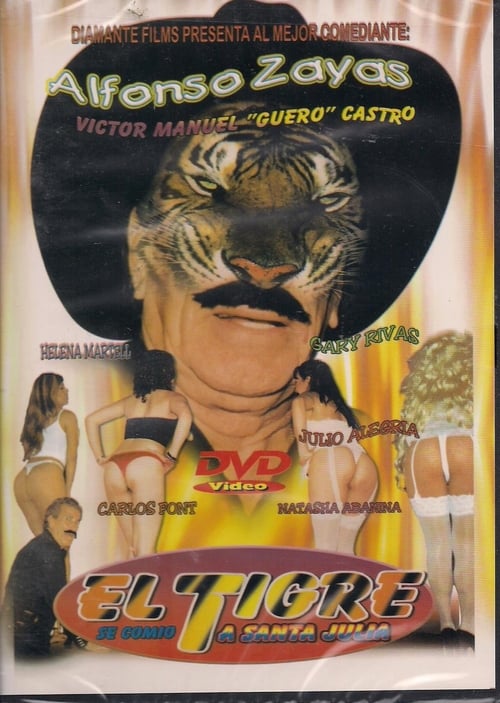 DIAMANTE FILMS PRESENTA AL MEJOR COMEDIANTE:
Alfonso Zayas
VICTOR MANUEL "GUERO" CASTRO
HELENA MARTELL
GARY RIVAS
JULIO ALEGRIA
DVD
Video
CARLOS FONT
NATASHA ABANNA
EL TIGRE
SE COMIO A SANTA JULIA